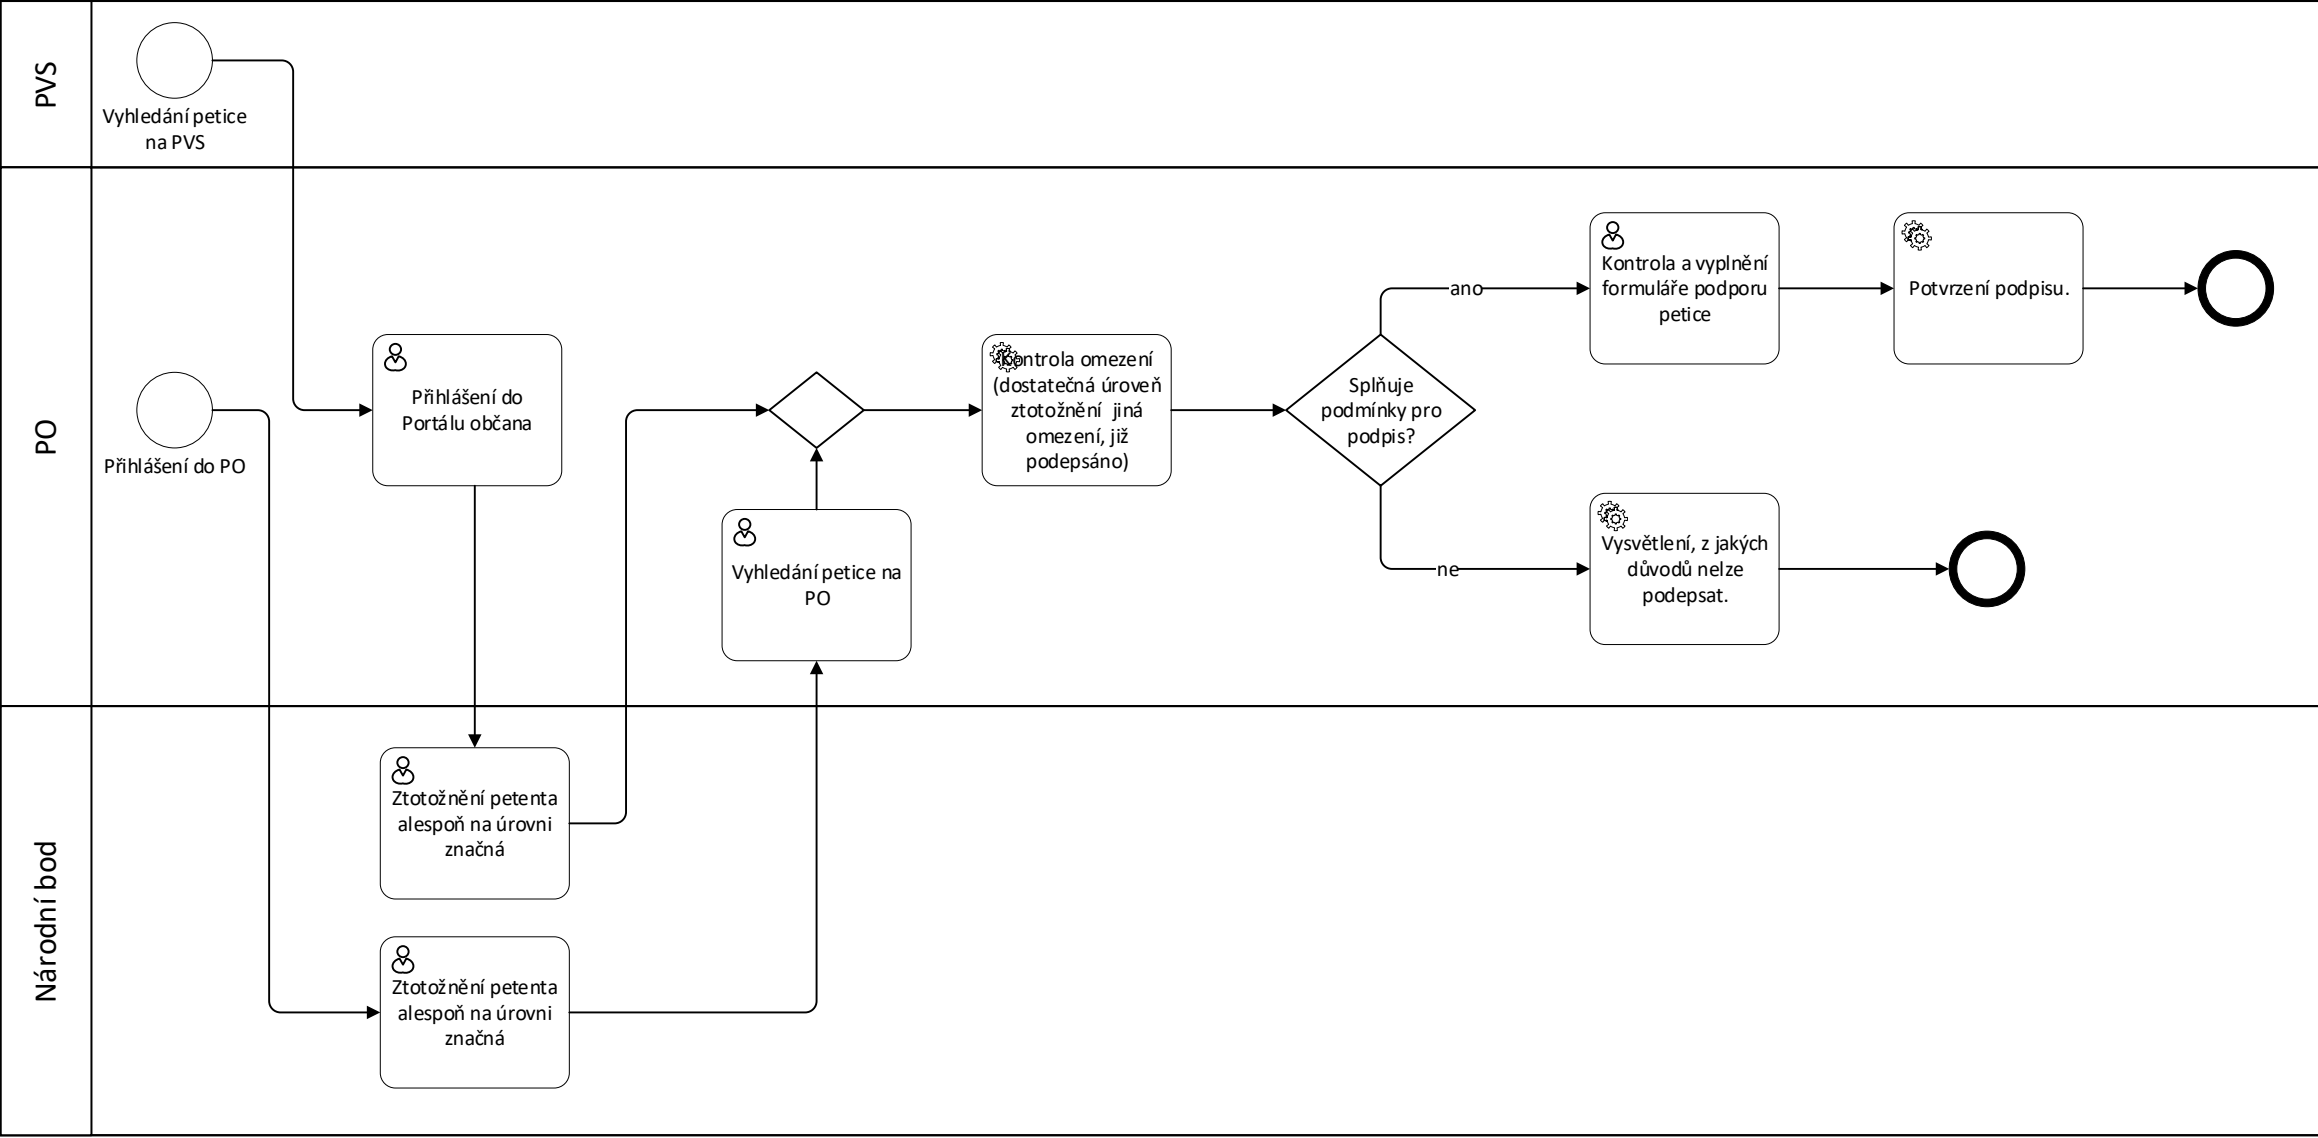 PVS
Vyhledání petice
na PVS
PO
Přihlášení do PO
Přihlášení do
Portálu občana
Vyhledání petice na
PO
Kontrola omezení
(dostatečná úroveň
ztotožnění  jiná
omezení, již
podepsáno)
Splňuje
podmínky pro
podpis?
ano
Kontrola a vyplnění
formuláře podporu
petice
Potvrzení podpisu.
ne
Vysvětlení, z jakých
důvodů nelze
podepsat.
Národní bod
Ztotožnění petenta
alespoň na úrovni
značná
Ztotožnění petenta
alespoň na úrovni
značná